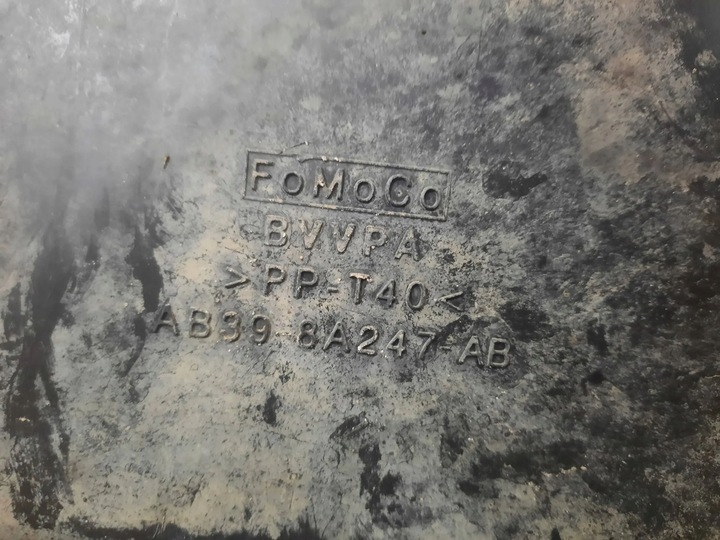 FoMoCo
BVVPA
>PP-T40<
AB39-8A247-AB